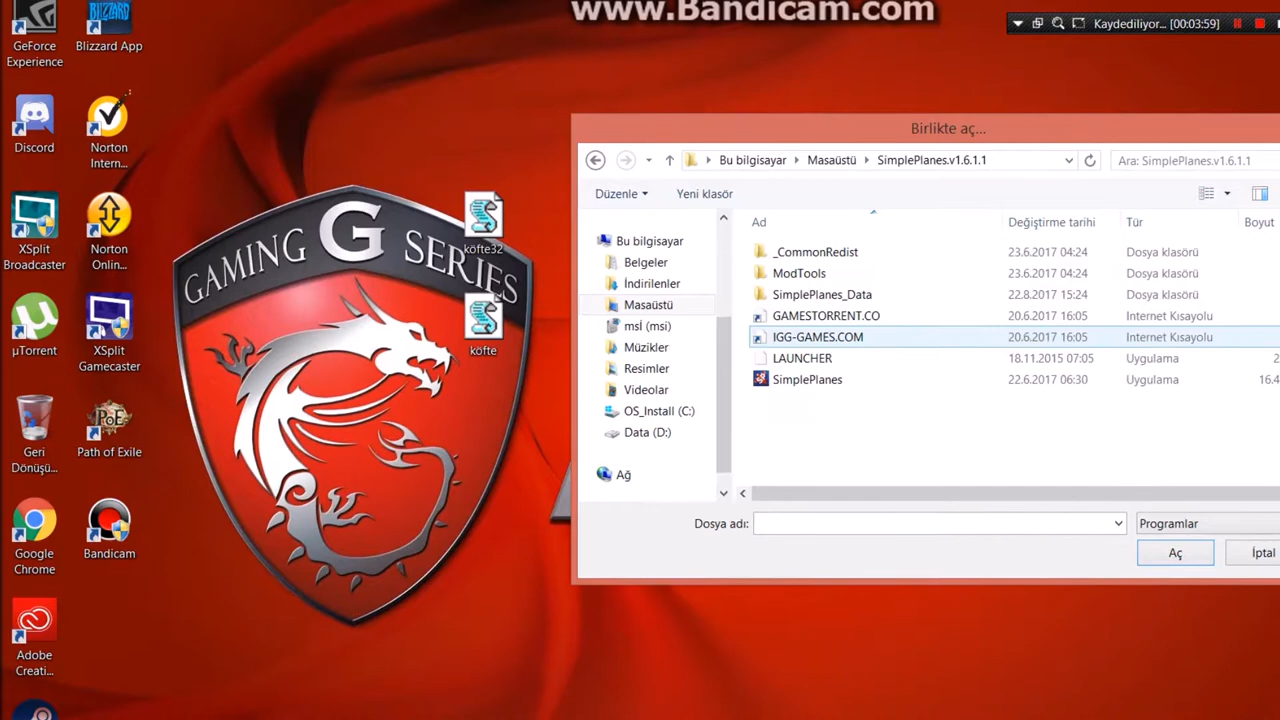 www.Bandicam.com
Kaydediliyor... [00:03:59]
GeForce
Experience
Blizzard App
Discord
Norton
Intern...
XSplit
Broadcaster
Norton
Onlin...
µTorrent
XSplit
Gamecaster
Geri
Dönüşü...
Path of Exile
Google
Chrome
Bandicam
Adobe
Creati...
GAMING G SERIES
köfte32
köfte
Birlikte aç...
Bu bilgisayar Masaüstü SimplePlanes.v1.6.1.1
Ara: SimplePlanes.v1.6.1.1
Düzenle Yeni klasör
Bu bilgisayar
Belgeler
İndirilenler
Masaüstü
msİ (msi)
Müzikler
Resimler
Videolar
OS_Install (C:)
Data (D:)
Ağ
Ad Değiştirme tarihi Tür Boyut
_CommonRedist 23.6.2017 04:24 Dosya klasörü
ModTools 23.6.2017 04:24 Dosya klasörü
SimplePlanes_Data 22.8.2017 15:24 Dosya klasörü
GAMESTORRENT.CO 20.6.2017 16:05 Internet Kısayolu
IGG-GAMES.COM 20.6.2017 16:05 Internet Kısayolu
LAUNCHER 18.11.2015 07:05 Uygulama 2
SimplePlanes 22.6.2017 06:30 Uygulama 16.4
Dosya adı: Programlar
Aç İptal